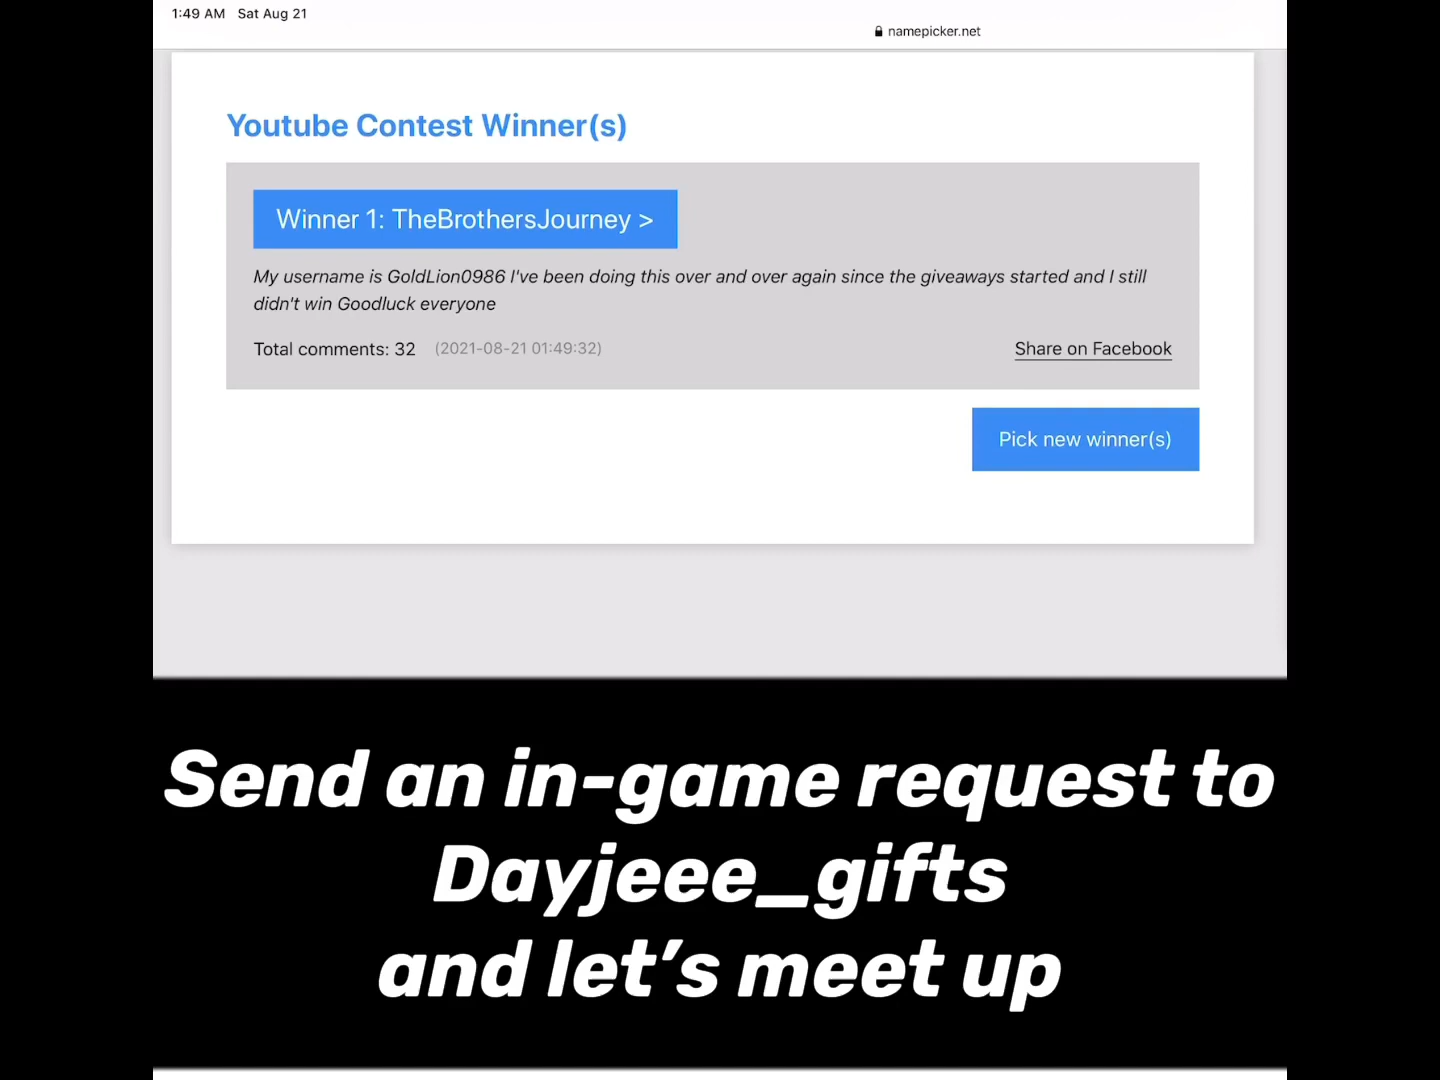 1:49 AM Sat Aug 21
namepicker.net
Youtube Contest Winner(s)
Winner 1: TheBrothersJourney >
My username is GoldLion0986 I've been doing this over and over again since the giveaways started and I still
didn't win Goodluck everyone
Total comments: 32 (2021-08-21 01:49:32) Share on Facebook
Pick new winner(s)
Send an in-game request to
Dayjeee_gifts
and let’s meet up